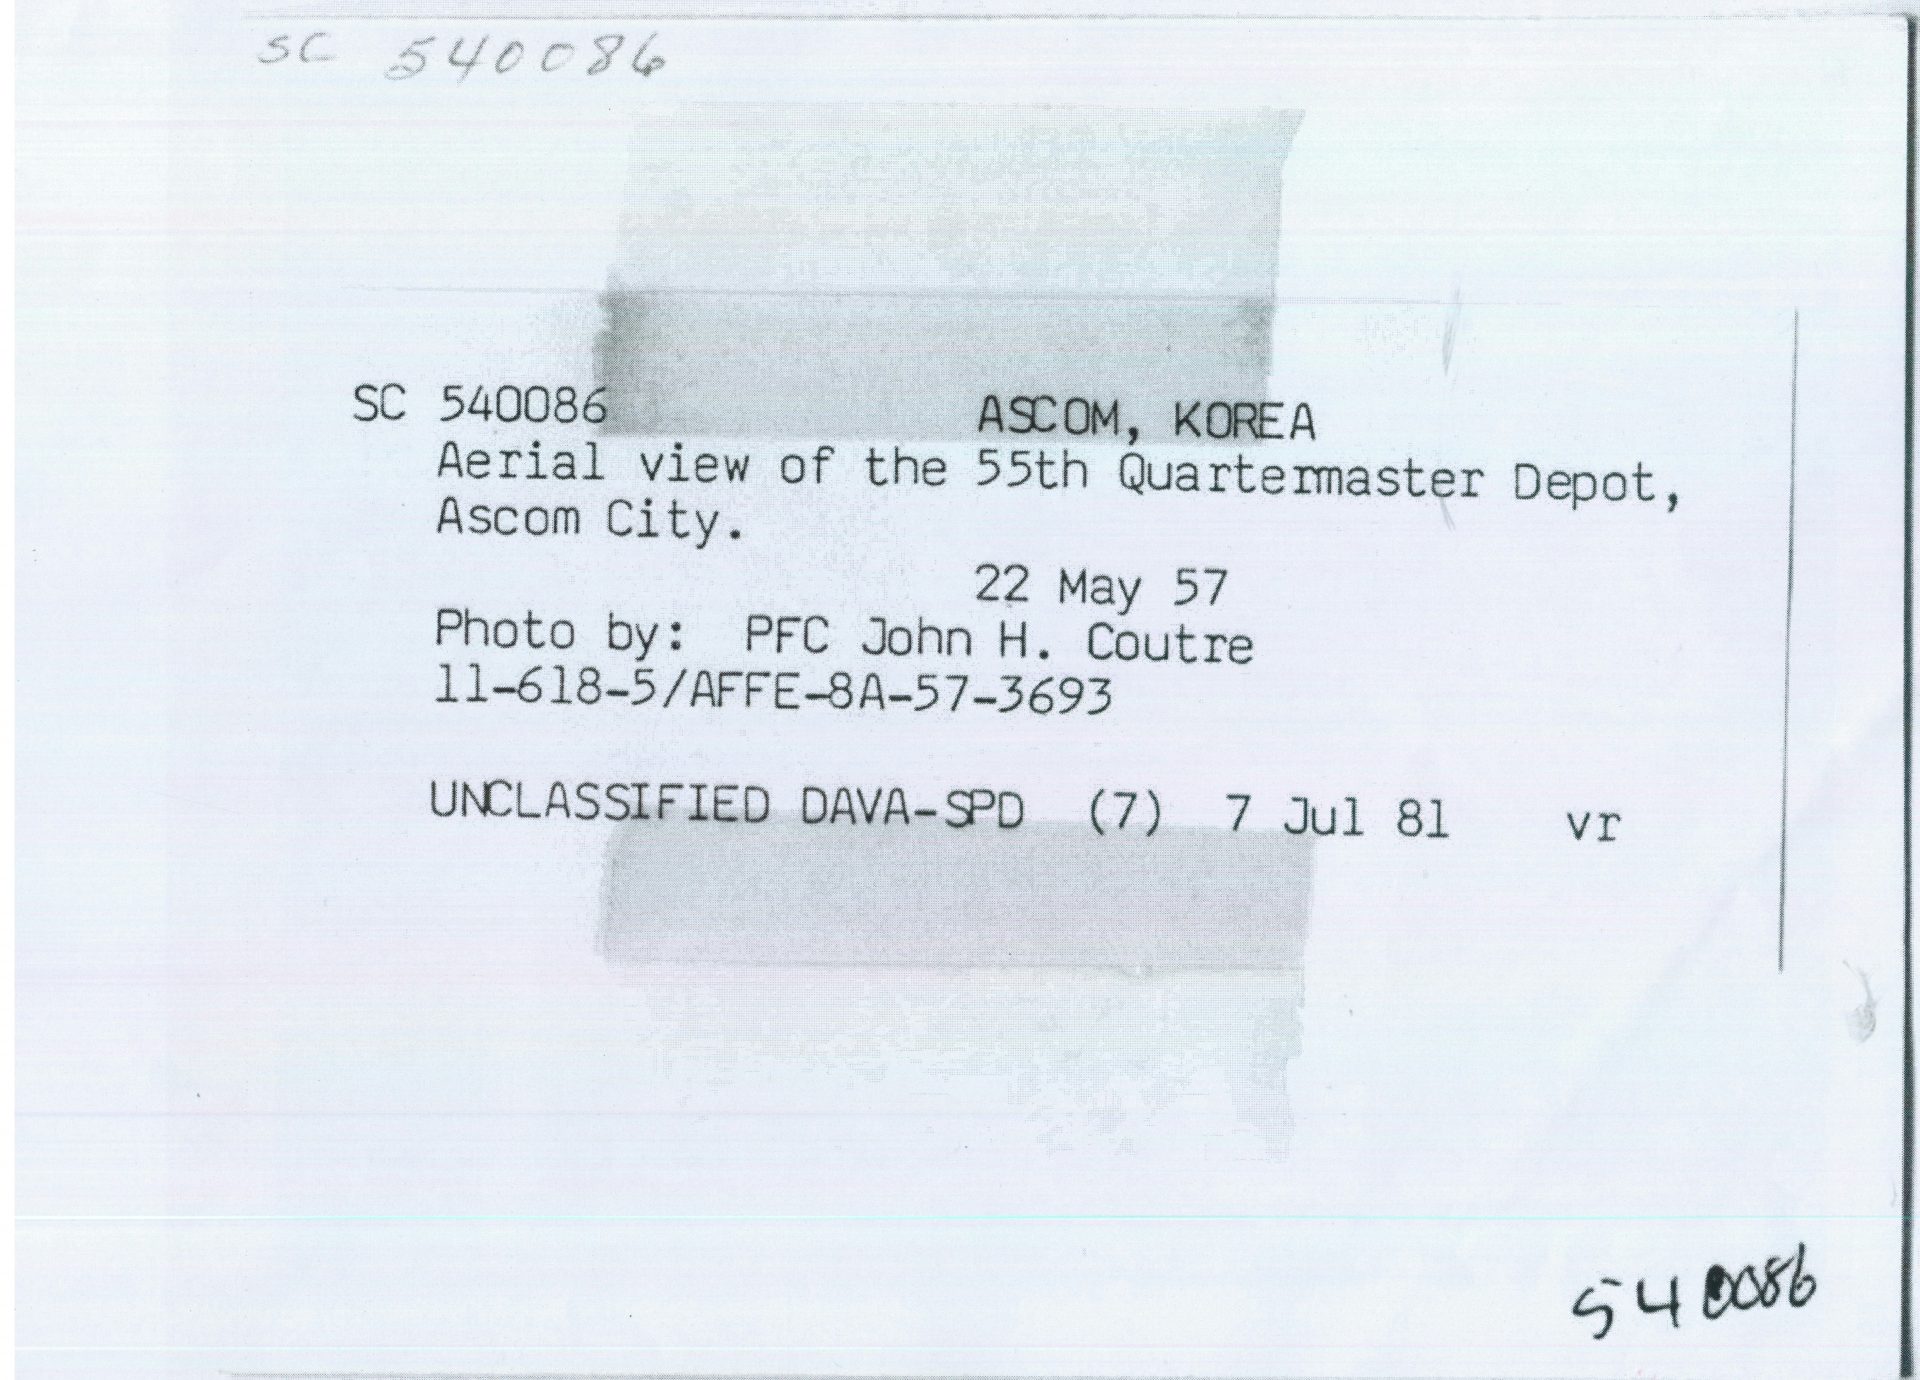 SC 540086
SC 540086 ASCOM, KOREA
Aerial view of the 55th Quartermaster Depot,
Ascom City.
22 May 57
Photo by: PFC John H. Coutre
11-618-5/AFFE-8A-57-3693
UNCLASSIFIED DAVA-SPD (7) 7 Jul 81 vr
540086